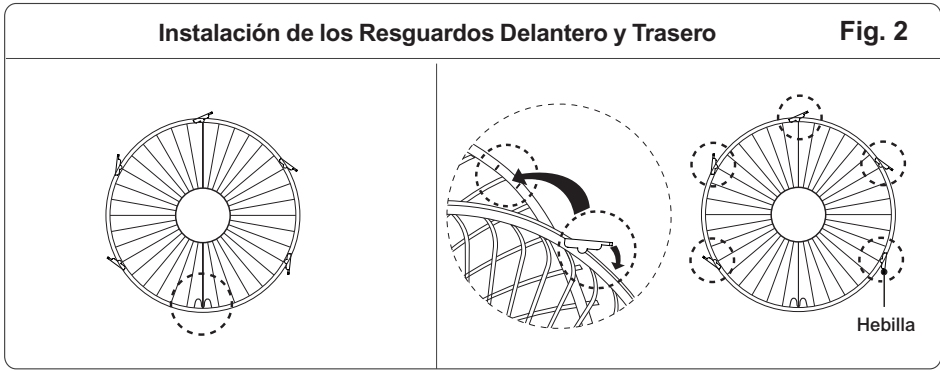 Instalación de los Resguardos Delantero y Trasero
Fig. 2
Hebilla